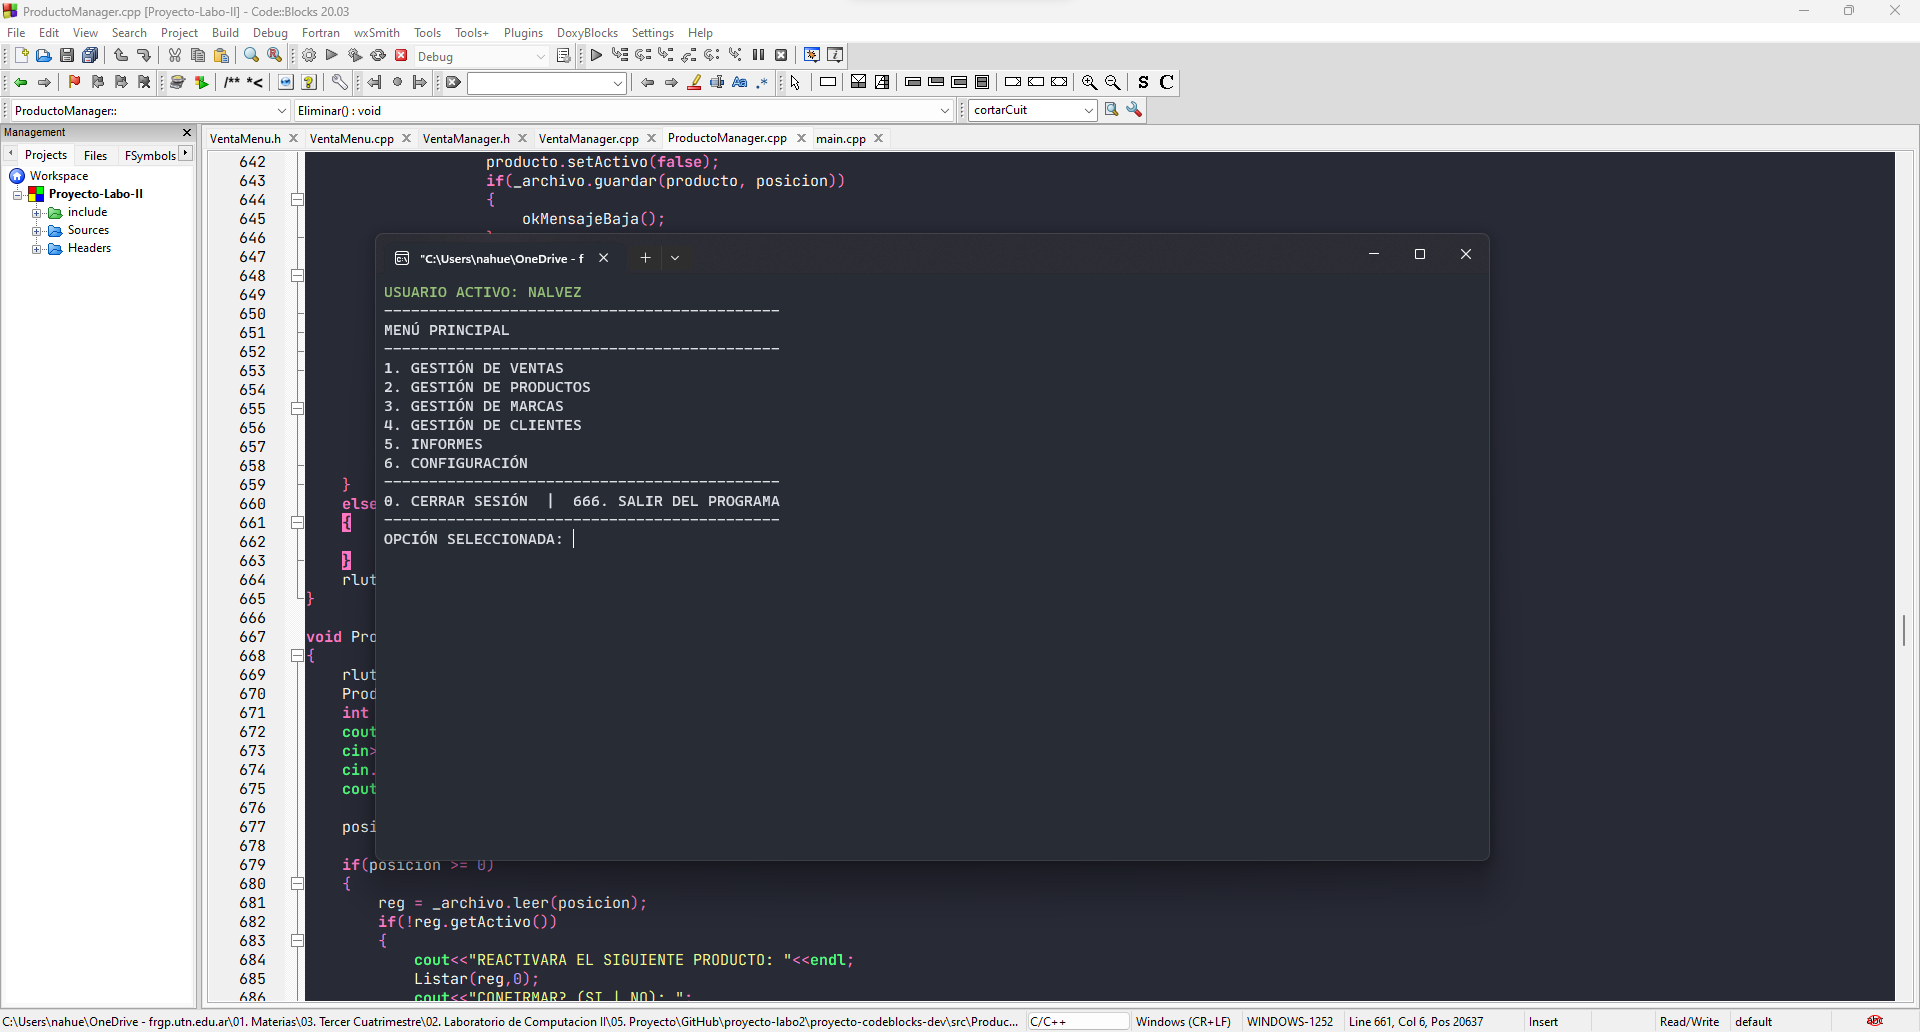 ProductoManager.cpp [Proyecto-Labo-II] - Code::Blocks 20.03
File Edit View Search Project Build Debug Fortran wxSmith Tools Tools+ Plugins DoxyBlocks Settings Help
Debug
/** *<
Aa .*
S C
ProductoManager:: Eliminar() : void cortarCuit
Management
Projects Files FSymbols
Workspace
Proyecto-Labo-II
include
Sources
Headers
VentaMenu.h VentaMenu.cpp VentaManager.h VentaManager.cpp ProductoManager.cpp main.cpp
642 producto.setActivo(false);
643 if(_archivo.guardar(producto, posicion))
644 {
645 okMensajeBaja();
646
647
648
649
650
651
652
653
654
655
656
657
658
659 }
660 else
661 {
662
663 }
664 rlut
665 }
666
667 void Pro
668 {
669 rlut
670 Prod
671 int
672 cout
673 cin>
674 cin.
675 cout
676
677 posi
678
679 if(posicion >= 0)
680 {
681 reg = _archivo.leer(posicion);
682 if(!reg.getActivo())
683 {
684 cout<<"REACTIVARA EL SIGUIENTE PRODUCTO: "<<endl;
685 Listar(reg,0);
686 cout<<"CONFIRMAR? (SI | NO): ";
"C:\Users\nahue\OneDrive - f
USUARIO ACTIVO: NALVEZ
--------------------------------------------
MENÚ PRINCIPAL
--------------------------------------------
1. GESTIÓN DE VENTAS
2. GESTIÓN DE PRODUCTOS
3. GESTIÓN DE MARCAS
4. GESTIÓN DE CLIENTES
5. INFORMES
6. CONFIGURACIÓN
--------------------------------------------
0. CERRAR SESIÓN | 666. SALIR DEL PROGRAMA
--------------------------------------------
OPCIÓN SELECCIONADA:
C:\Users\nahue\OneDrive - frgp.utn.edu.ar\01. Materias\03. Tercer Cuatrimestre\02. Laboratorio de Computacion II\05. Proyecto\GitHub\proyecto-labo2\proyecto-codeblocks-dev\src\Produc... C/C++ Windows (CR+LF) WINDOWS-1252 Line 661, Col 6, Pos 20637 Insert Read/Write default abc